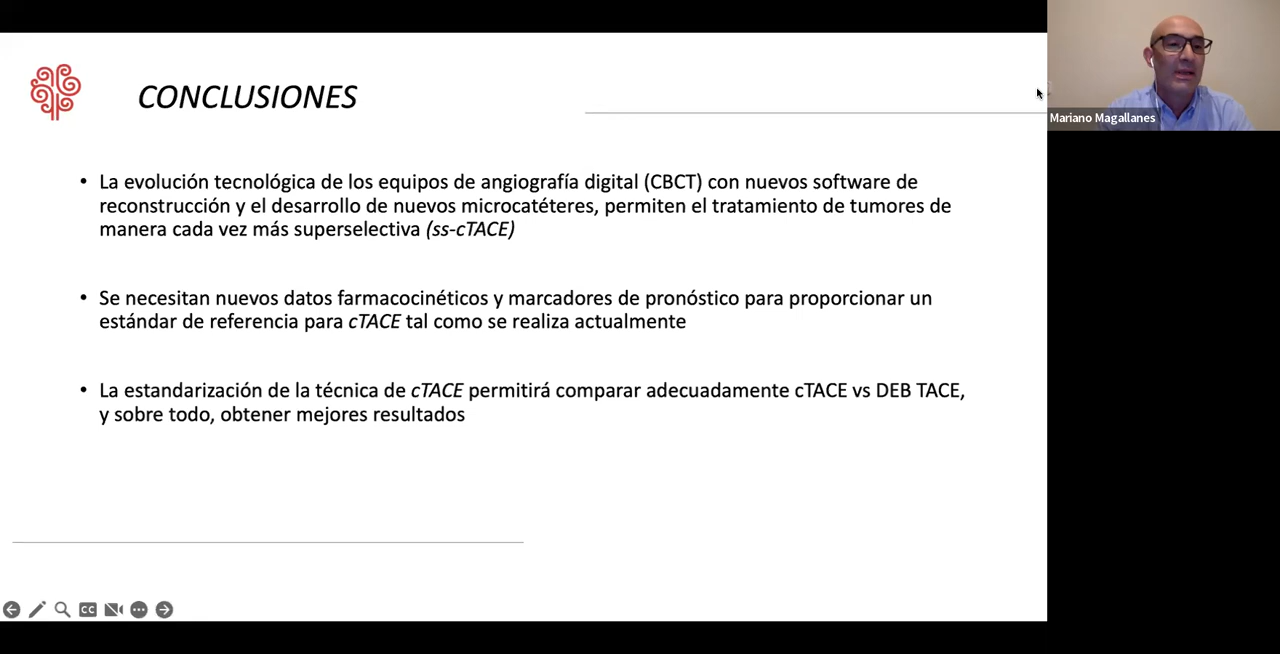 CONCLUSIONES
Mariano Magallanes
• La evolución tecnológica de los equipos de angiografía digital (CBCT) con nuevos software de
reconstrucción y el desarrollo de nuevos microcatéteres, permiten el tratamiento de tumores de
manera cada vez más superselectiva (ss-cTACE)
• Se necesitan nuevos datos farmacocinéticos y marcadores de pronóstico para proporcionar un
estándar de referencia para cTACE tal como se realiza actualmente
• La estandarización de la técnica de cTACE permitirá comparar adecuadamente cTACE vs DEB TACE,
y sobre todo, obtener mejores resultados
CC